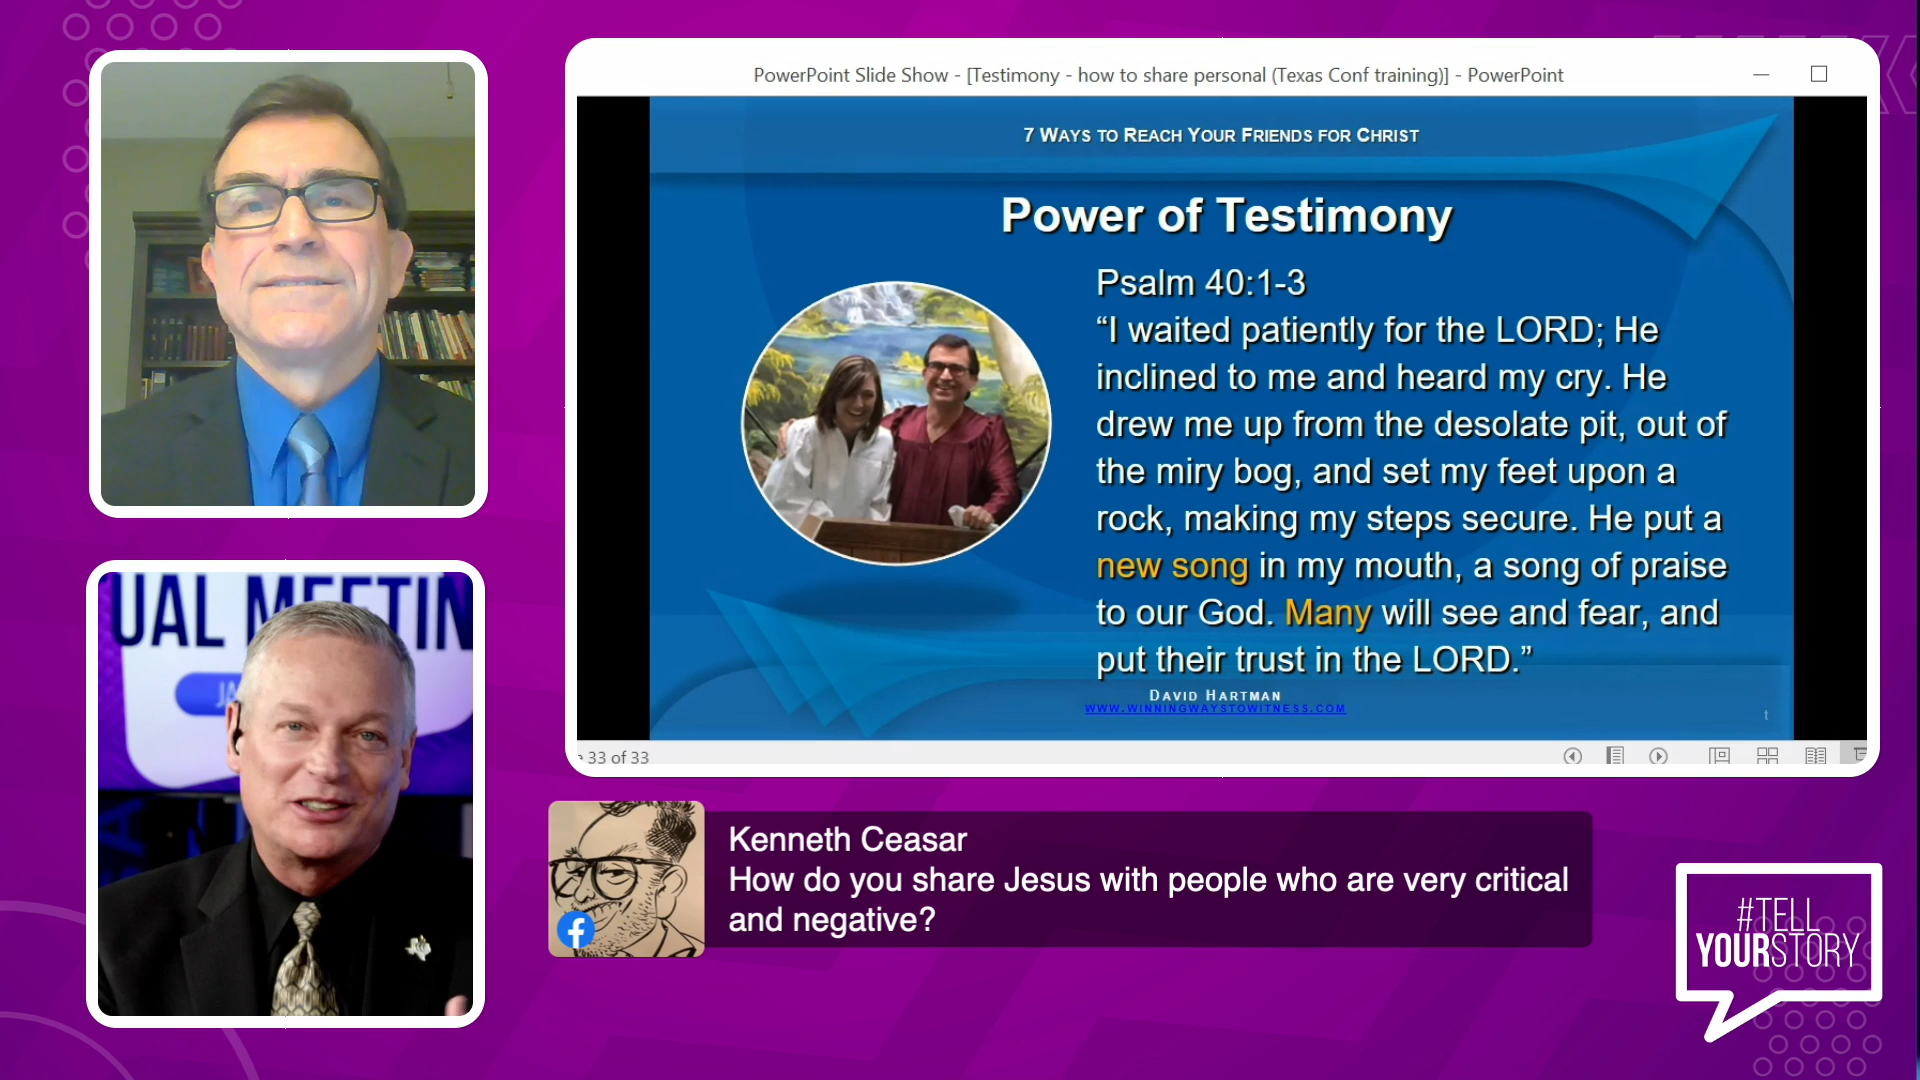 PowerPoint Slide Show - [Testimony - how to share personal (Texas Conf training)] - PowerPoint
7 WAYS TO REACH YOUR FRIENDS FOR CHRIST
Power of Testimony
Psalm 40:1-3
“I waited patiently for the LORD; He
inclined to me and heard my cry. He
drew me up from the desolate pit, out of
the miry bog, and set my feet upon a
rock, making my steps secure. He put a
new song in my mouth, a song of praise
to our God. Many will see and fear, and
put their trust in the LORD.”
DAVID HARTMAN
WWW.WINNINGWAYSTOWITNESS.COM
t
33 of 33
UAL MEETIN
JA
Kenneth Ceasar
How do you share Jesus with people who are very critical
and negative?
#TELL
YOURSTORY